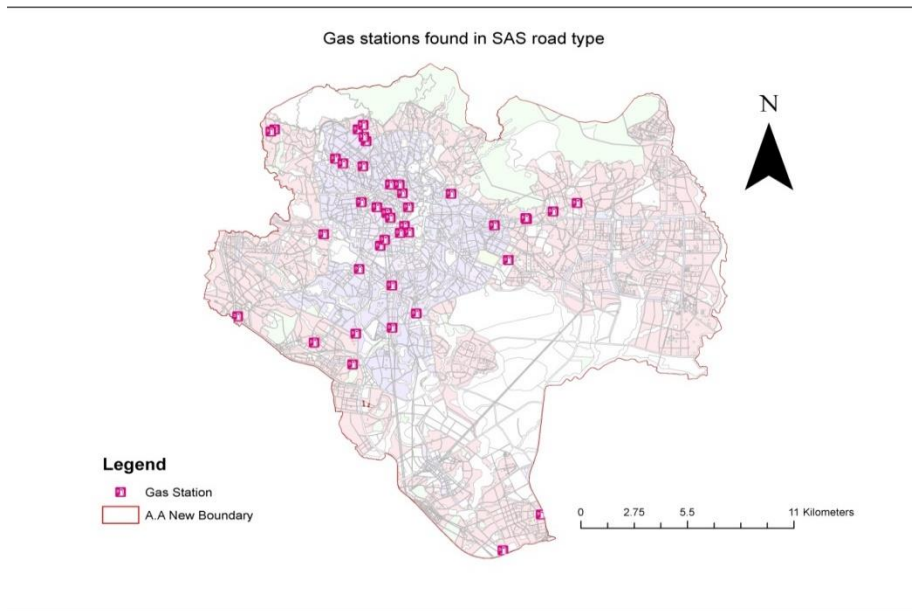 Gas stations found in SAS road type
N
Legend
Gas Station
A.A New Boundary
0 2.75 5.5 11 Kilometers